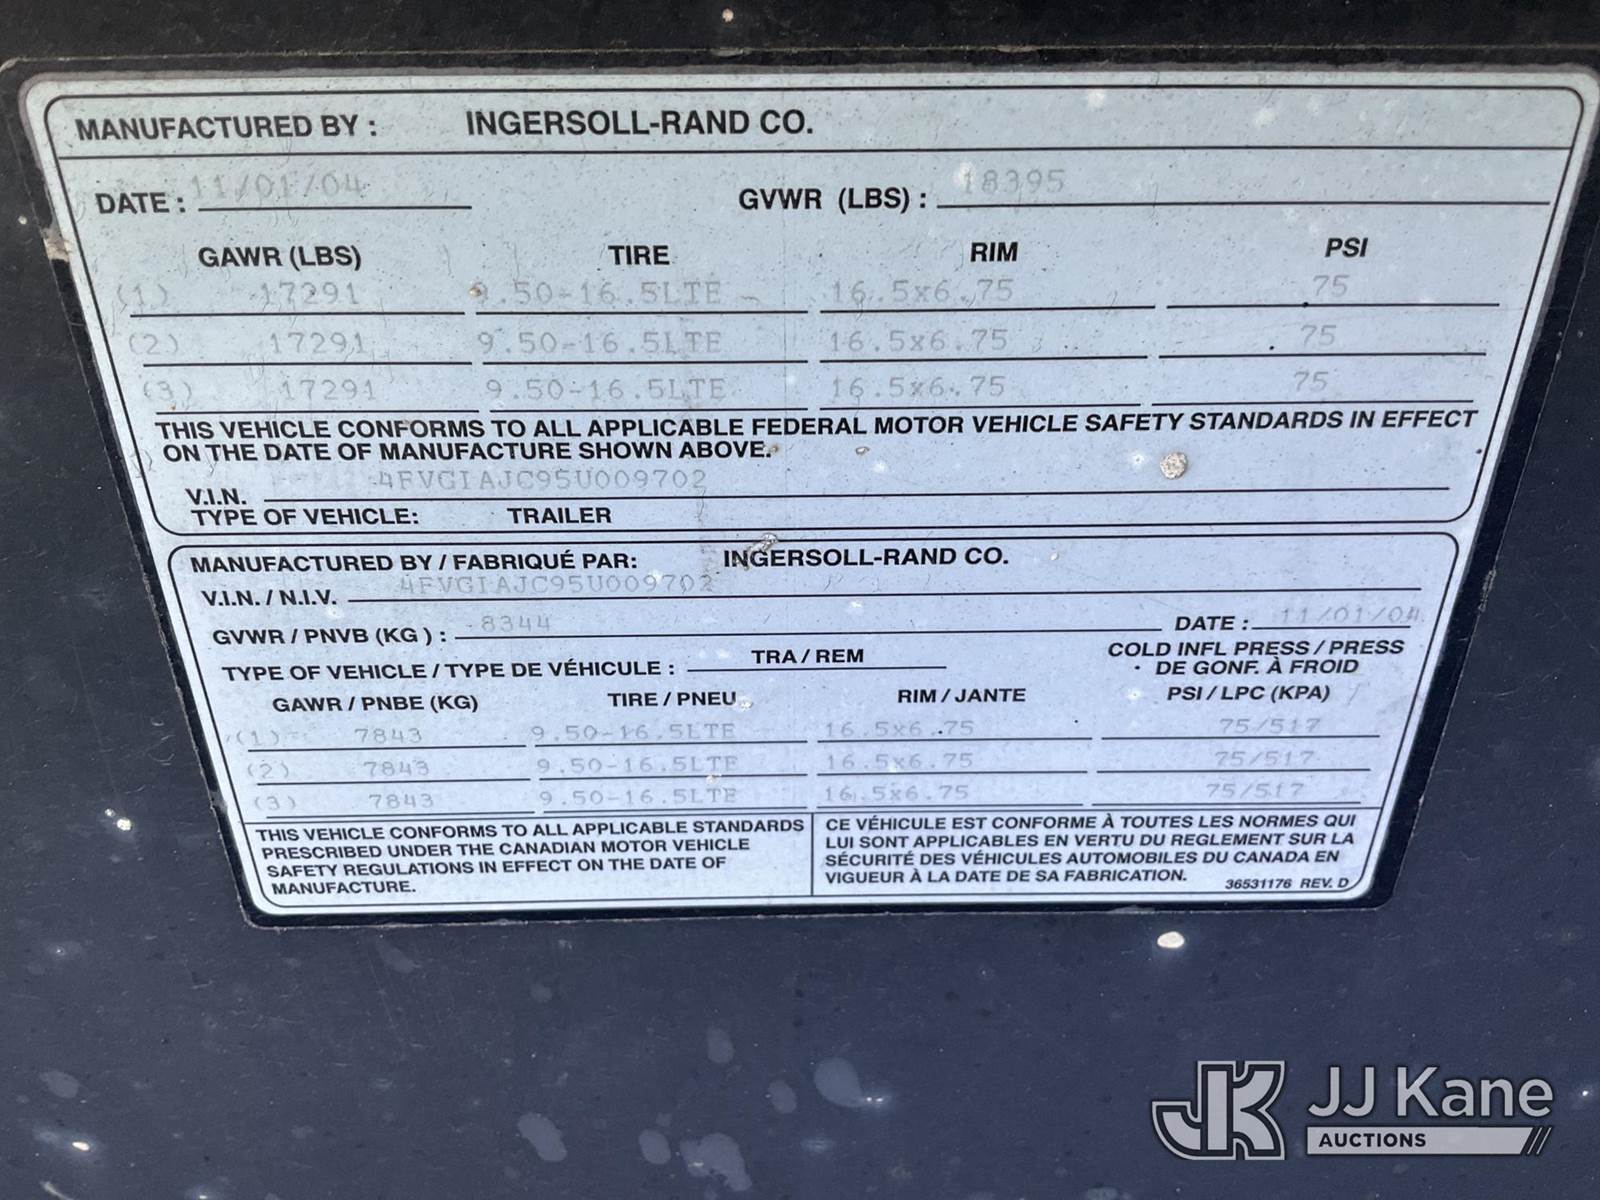 MANUFACTURED BY : INGERSOLL-RAND CO.
DATE : 11/01/04 GVWR (LBS) : 18395
GAWR (LBS) TIRE RIM PSI
(1) 17291 9.50-16.5LTE 16.5x6.75 75
(2) 17291 9.50-16.5LTE 16.5x6.75 75
(3) 17291 9.50-16.5LTE 16.5x6.75 75
THIS VEHICLE CONFORMS TO ALL APPLICABLE FEDERAL MOTOR VEHICLE SAFETY STANDARDS IN EFFECT
ON THE DATE OF MANUFACTURE SHOWN ABOVE.
V.I.N. 4FVGIAJC95U009702
TYPE OF VEHICLE: TRAILER
MANUFACTURED BY / FABRIQUÉ PAR: INGERSOLL-RAND CO.
V.I.N. / N.I.V. 4FVGIAJC95U009702
GVWR / PNVB (KG ) : 8344 DATE : 11/01/04
TYPE OF VEHICLE / TYPE DE VÉHICULE : TRA / REM
COLD INFL PRESS / PRESS
DE GONF. À FROID
GAWR / PNBE (KG) TIRE / PNEU RIM / JANTE PSI / LPC (KPA)
(1) 7843 9.50-16.5LTE 16.5x6.75 75/517
(2) 7843 9.50-16.5LTE 16.5x6.75 75/517
(3) 7843 9.50-16.5LTE 16.5x6.75 75/517
THIS VEHICLE CONFORMS TO ALL APPLICABLE STANDARDS
PRESCRIBED UNDER THE CANADIAN MOTOR VEHICLE
SAFETY REGULATIONS IN EFFECT ON THE DATE OF
MANUFACTURE.
CE VÉHICULE EST CONFORME À TOUTES LES NORMES QUI
LUI SONT APPLICABLES EN VERTU DU REGLEMENT SUR LA
SÉCURITÉ DES VÉHICULES AUTOMOBILES DU CANADA EN
VIGUEUR À LA DATE DE SA FABRICATION.
36531176 REV. D
JK JJ Kane
AUCTIONS